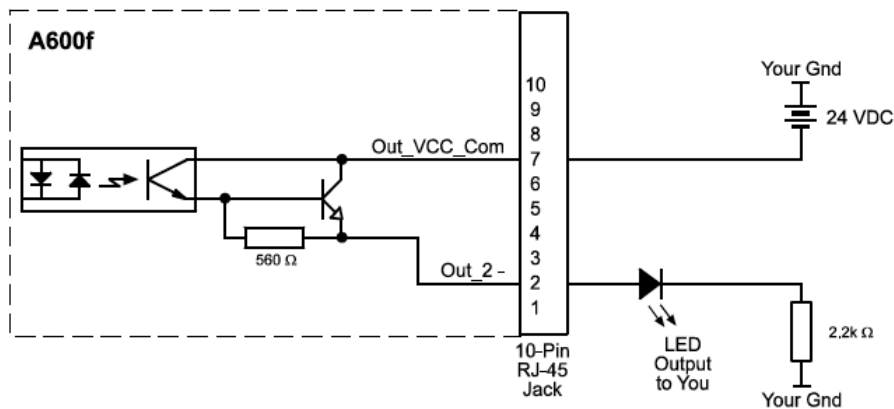 A600f
Your Gnd
24 VDC
10
9
8
7
6
5
4
3
2
1
Out_VCC_Com
560 Ω
Out_2 -
10-Pin
RJ-45
Jack
LED
Output
to You
2,2k Ω
Your Gnd